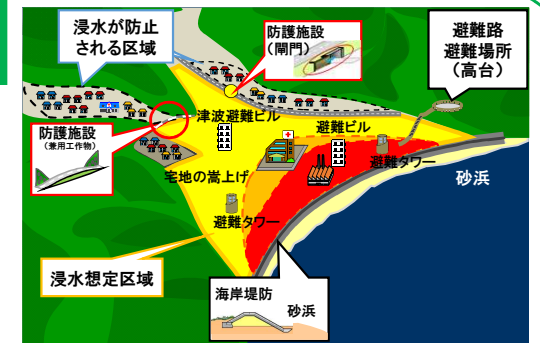 浸水が防止
される区域
防護施設
（閘門）
避難路
避難場所
（高台）
防護施設
（兼用工作物）
津波避難ビル
避難ビル
避難タワー
宅地の嵩上げ
砂浜
避難タワー
浸水想定区域
海岸堤防
砂浜